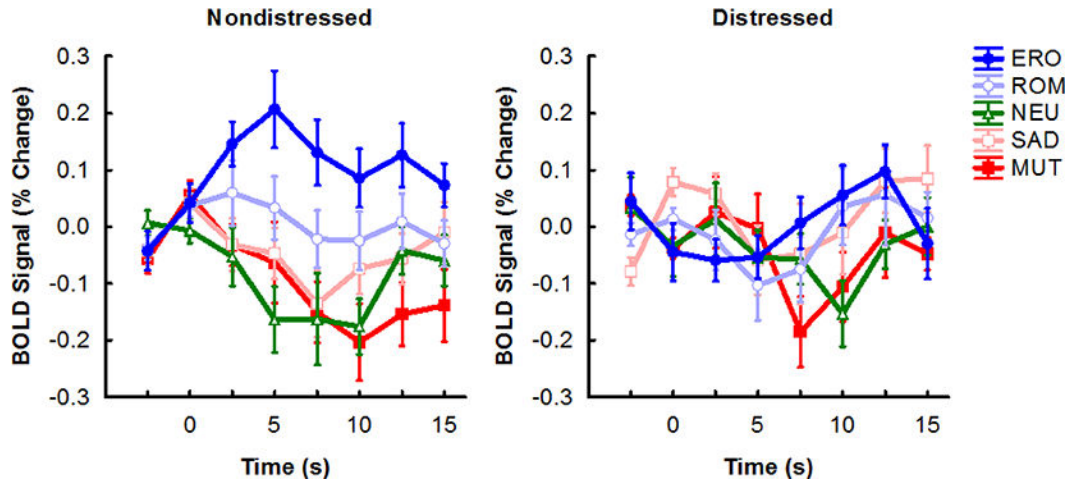 Nondistressed
Distressed
BOLD Signal (% Change)
0.3
0.2
0.1
0.0
-0.1
-0.2
-0.3
0 5 10 15
Time (s)
BOLD Signal (% Change)
0.3
0.2
0.1
0.0
-0.1
-0.2
-0.3
0 5 10 15
Time (s)
ERO
ROM
NEU
SAD
MUT